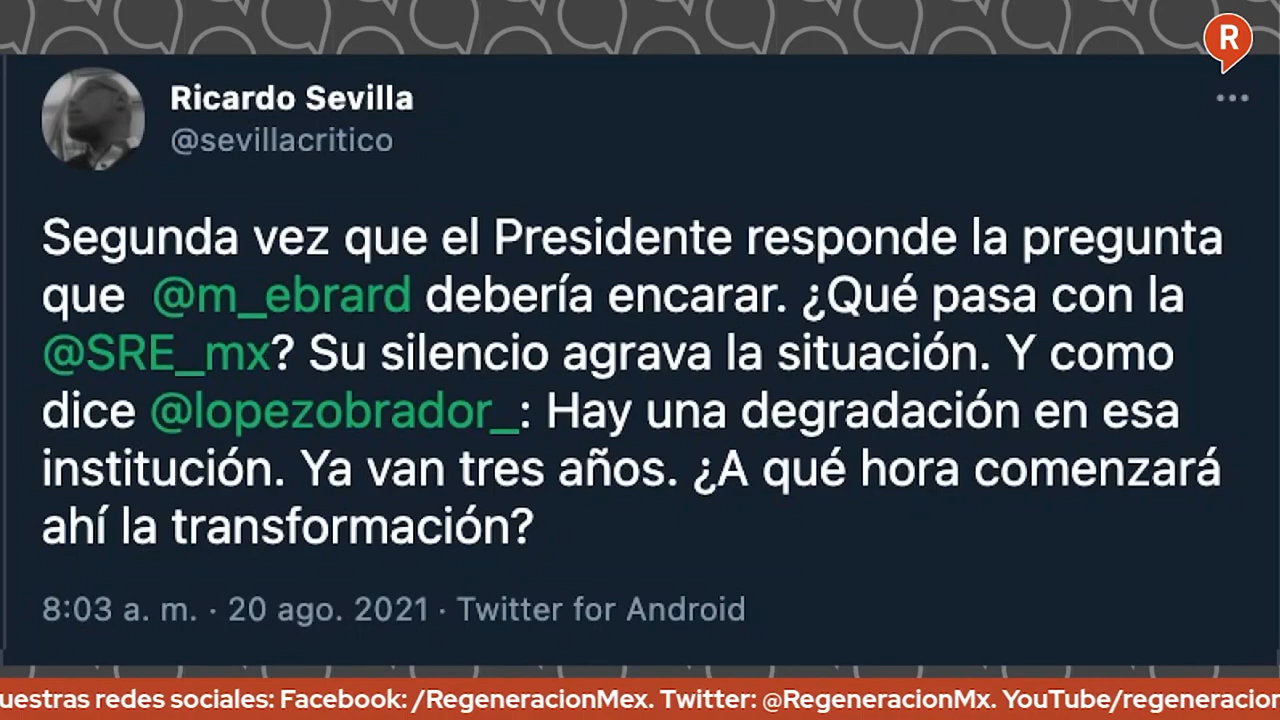 R
Ricardo Sevilla
@sevillacritico
Segunda vez que el Presidente responde la pregunta
que @m_ebrard debería encarar. ¿Qué pasa con la
@SRE_mx? Su silencio agrava la situación. Y como
dice @lopezobrador_: Hay una degradación en esa
institución. Ya van tres años. ¿A qué hora comenzará
ahí la transformación?
8:03 a. m. · 20 ago. 2021 · Twitter for Android
uestras redes sociales: Facebook: /RegeneracionMex. Twitter: @RegeneracionMx. YouTube/regeneracion